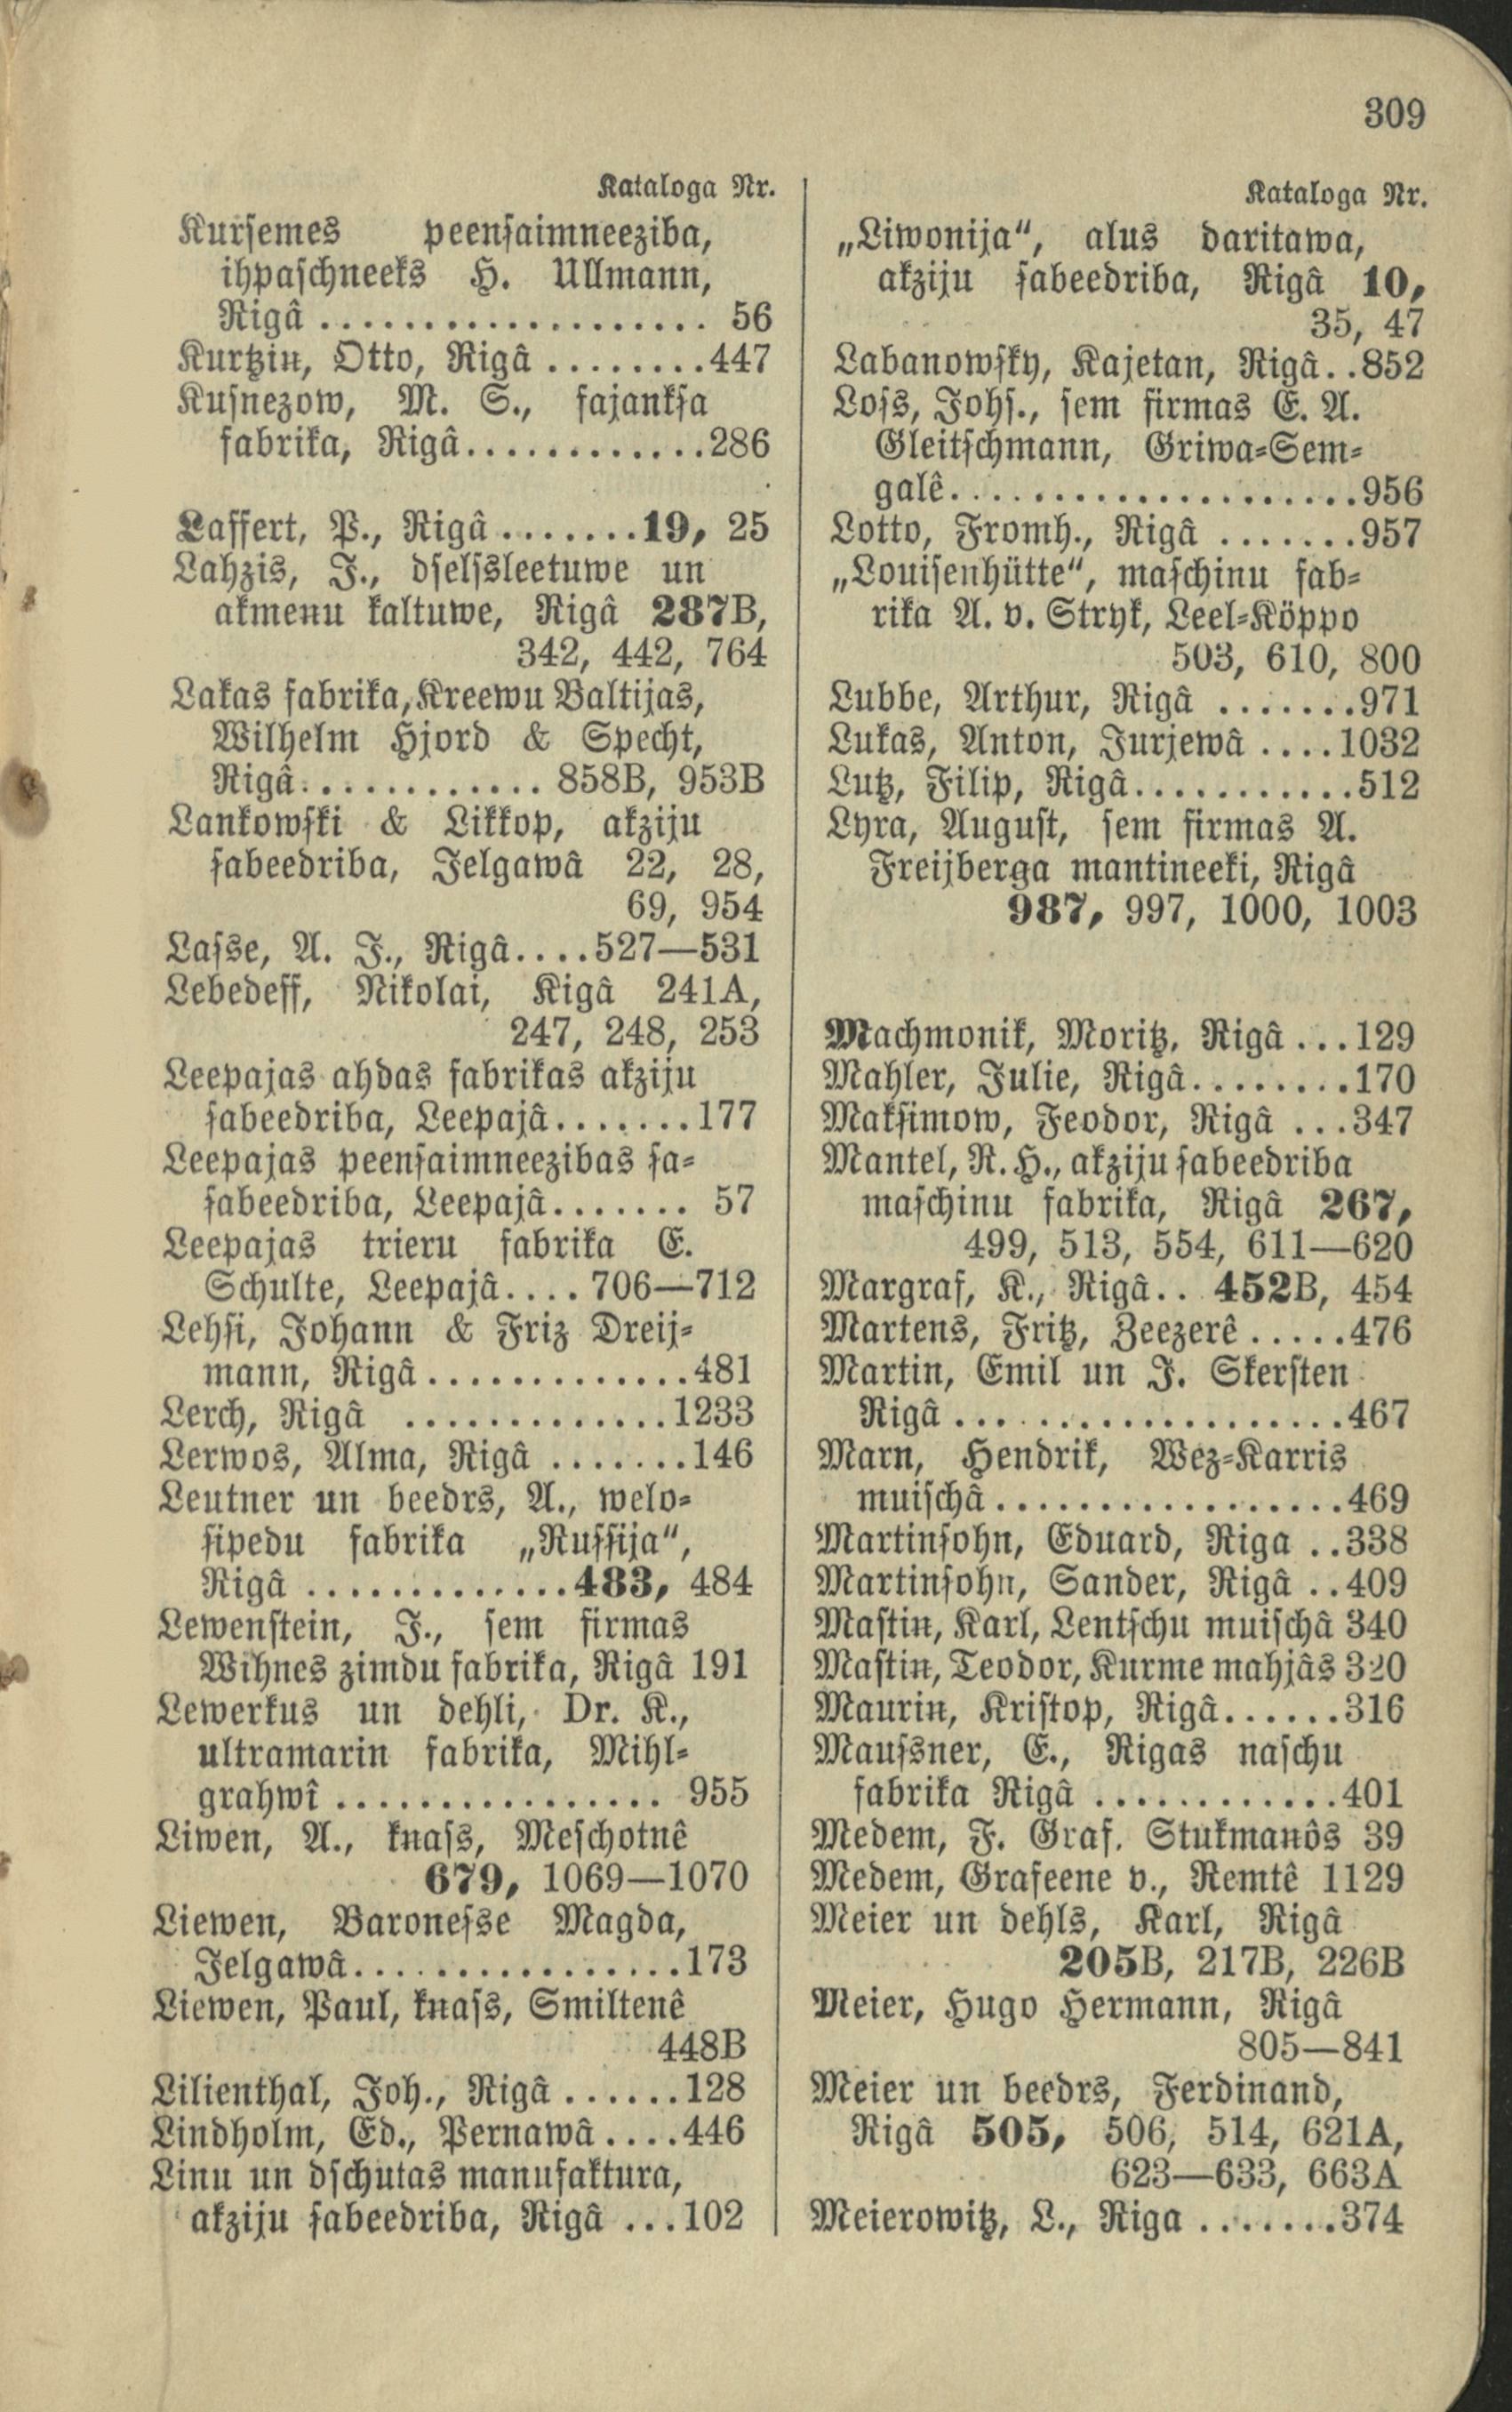 309
Kataloga Nr.
Kurſemes peenſaimneeziba,
ihpaſchneeks H. Ullmann,
Rigâ ................... 56
Kurtzin, Otto, Rigâ ........447
Kuſnezow, M. S., fajankſa
fabrika, Rigâ............286
Laffert, P., Rigâ.......19, 25
Lahzis, J., dſelſsleetuwe un
akmeņu kaltuwe, Rigâ 287B,
342, 442, 764
Lakas fabrika, Kreewu Baltijas,
Wilhelm Hjord & Specht,
Rigâ............ 858B, 953B
Lankowſki & Likkop, akziju
ſabeedriba, Jelgawâ 22, 28,
69, 954
Laſse, A. J., Rigâ....527—531
Lebedeff, Nikolai, Kigâ 241A,
247, 248, 253
Leepajas ahdas fabrikas akziju
ſabeedriba, Leepajâ.......177
Leepajas peenſaimneezibas ſa-
ſabeedriba, Leepajâ....... 57
Leepajas trieru fabrika E.
Schulte, Leepajâ.... 706—712
Lehſi, Johann & Friz Dreij-
mann, Rigâ.............481
Lerch, Rigâ .............1233
Lerwos, Alma, Rigâ .......146
Leutner un beedrs, A., welo-
ſipedu fabrika „Ruſſija“,
Rigâ .............483, 484
Lewenſtein, J., ſem firmas
Wihnes zimdu fabrika, Rigâ 191
Lewerkus un dehli, Dr. K.,
ultramarin fabrika, Mihl-
grahwî ................ 955
Liwen, A., kņaſs, Meſchotnê
679, 1069—1070
Liewen, Baroneſse Magda,
Jelgawâ................173
Liewen, Paul, kņaſs, Smiltenê
448B
Lilienthal, Joh., Rigâ......128
Lindholm, Ed., Pernawâ....446
Linu un dſchutas manufaktura,
akziju ſabeedriba, Rigâ ...102
Kataloga Nr.
„Liwonija“, alus daritawa,
akziju ſabeedriba, Rigâ 10,
35, 47
Labanowſky, Kajetan, Rigâ..852
Loſs, Johſ., ſem firmas E. A.
Gleitſchmann, Griwa-Sem-
galê....................956
Lotto, Fromh., Rigâ .......957
„Louiſenhütte“, maſchinu fab-
rika A. v. Stryk, Leel-Köppo
503, 610, 800
Lubbe, Arthur, Rigâ .......971
Lukas, Anton, Jurjewâ ....1032
Lutz, Filip, Rigâ...........512
Lyra, Auguſt, ſem firmas A.
Freijberga mantineeki, Rigâ
987, 997, 1000, 1003
Machmonik, Moritz, Rigâ...129
Mahler, Julie, Rigâ........170
Makſimow, Feodor, Rigâ ...347
Mantel, R. H., akziju ſabeedriba
maſchinu fabrika, Rigâ 267,
499, 513, 554, 611—620
Margraf, K., Rigâ.. 452B, 454
Martens, Fritz, Zeezerê.....476
Martin, Emil un J. Skerſten
Rigâ...................467
Marn, Hendrik, Wez-Karris
muiſchâ.................469
Martinſohn, Eduard, Riga ..338
Martinſohn, Sander, Rigâ ..409
Maſtiņ, Karl, Lentſchu muiſchâ 340
Maſtiņ, Teodor, Kurme mahjâs 320
Mauriņ, Kriſtop, Rigâ......316
Mauſsner, E., Rigas naſchu
fabrika Rigâ ............401
Medem, F. Graf. Stukmaņôs 39
Medem, Grafeene v., Remtê 1129
Meier un dehls, Karl, Rigâ
205B, 217B, 226B
Meier, Hugo Hermann, Rigâ
805—841
Meier un beedrs, Ferdinand,
Rigâ 505, 506, 514, 621A,
623—633, 663A
Meierowitz, L., Riga .......374